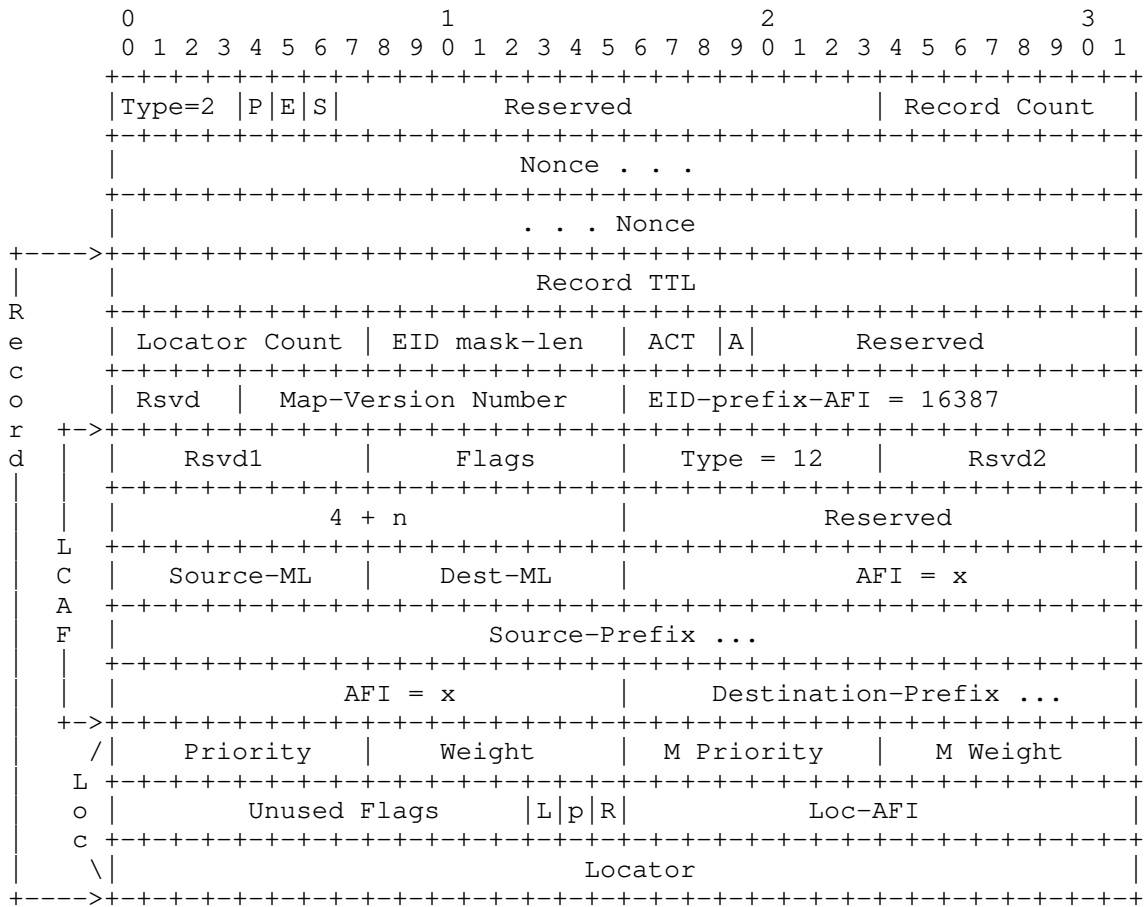 0                   1                   2                   3
        0 1 2 3 4 5 6 7 8 9 0 1 2 3 4 5 6 7 8 9 0 1 2 3 4 5 6 7 8 9 0 1
       +-+-+-+-+-+-+-+-+-+-+-+-+-+-+-+-+-+-+-+-+-+-+-+-+-+-+-+-+-+-+-+-+
       |Type=2 |P|E|S|          Reserved               | Record Count  |
       +-+-+-+-+-+-+-+-+-+-+-+-+-+-+-+-+-+-+-+-+-+-+-+-+-+-+-+-+-+-+-+-+
       |                         Nonce . . .                           |
       +-+-+-+-+-+-+-+-+-+-+-+-+-+-+-+-+-+-+-+-+-+-+-+-+-+-+-+-+-+-+-+-+
       |                         . . . Nonce                           |
 +---->+-+-+-+-+-+-+-+-+-+-+-+-+-+-+-+-+-+-+-+-+-+-+-+-+-+-+-+-+-+-+-+-+
 |     |                          Record TTL                           |
 R     +-+-+-+-+-+-+-+-+-+-+-+-+-+-+-+-+-+-+-+-+-+-+-+-+-+-+-+-+-+-+-+-+
 e     | Locator Count | EID mask-len  | ACT |A|      Reserved         |
 c     +-+-+-+-+-+-+-+-+-+-+-+-+-+-+-+-+-+-+-+-+-+-+-+-+-+-+-+-+-+-+-+-+
 o     | Rsvd  |  Map-Version Number   | EID-prefix-AFI = 16387        |
 r  +->+-+-+-+-+-+-+-+-+-+-+-+-+-+-+-+-+-+-+-+-+-+-+-+-+-+-+-+-+-+-+-+-+
 d  |  |    Rsvd1      |     Flags     |   Type = 12   |     Rsvd2     |
 |  |  +-+-+-+-+-+-+-+-+-+-+-+-+-+-+-+-+-+-+-+-+-+-+-+-+-+-+-+-+-+-+-+-+
 |  |  |             4 + n             |            Reserved           |
 |  L  +-+-+-+-+-+-+-+-+-+-+-+-+-+-+-+-+-+-+-+-+-+-+-+-+-+-+-+-+-+-+-+-+
 |  C  |   Source-ML   |    Dest-ML    |              AFI = x          |
 |  A  +-+-+-+-+-+-+-+-+-+-+-+-+-+-+-+-+-+-+-+-+-+-+-+-+-+-+-+-+-+-+-+-+
 |  F  |                       Source-Prefix ...                       |
 |  |  +-+-+-+-+-+-+-+-+-+-+-+-+-+-+-+-+-+-+-+-+-+-+-+-+-+-+-+-+-+-+-+-+
 |  |  |              AFI = x          |     Destination-Prefix ...    |
 |  +->+-+-+-+-+-+-+-+-+-+-+-+-+-+-+-+-+-+-+-+-+-+-+-+-+-+-+-+-+-+-+-+-+
 |    /|    Priority   |    Weight     |  M Priority   |   M Weight    |
 |   L +-+-+-+-+-+-+-+-+-+-+-+-+-+-+-+-+-+-+-+-+-+-+-+-+-+-+-+-+-+-+-+-+
 |   o |        Unused Flags     |L|p|R|           Loc-AFI             |
 |   c +-+-+-+-+-+-+-+-+-+-+-+-+-+-+-+-+-+-+-+-+-+-+-+-+-+-+-+-+-+-+-+-+
 |    \|                             Locator                           |
 +---->+-+-+-+-+-+-+-+-+-+-+-+-+-+-+-+-+-+-+-+-+-+-+-+-+-+-+-+-+-+-+-+-+